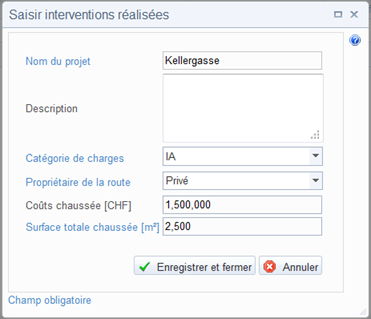 Saisir interventions réalisées
Nom du projet Kellergasse
Description
Catégorie de charges IA
Propriétaire de la route Privé
Coûts chaussée [CHF] 1,500,000
Surface totale chaussée [m²] 2,500
Enregistrer et fermer Annuler
Champ obligatoire